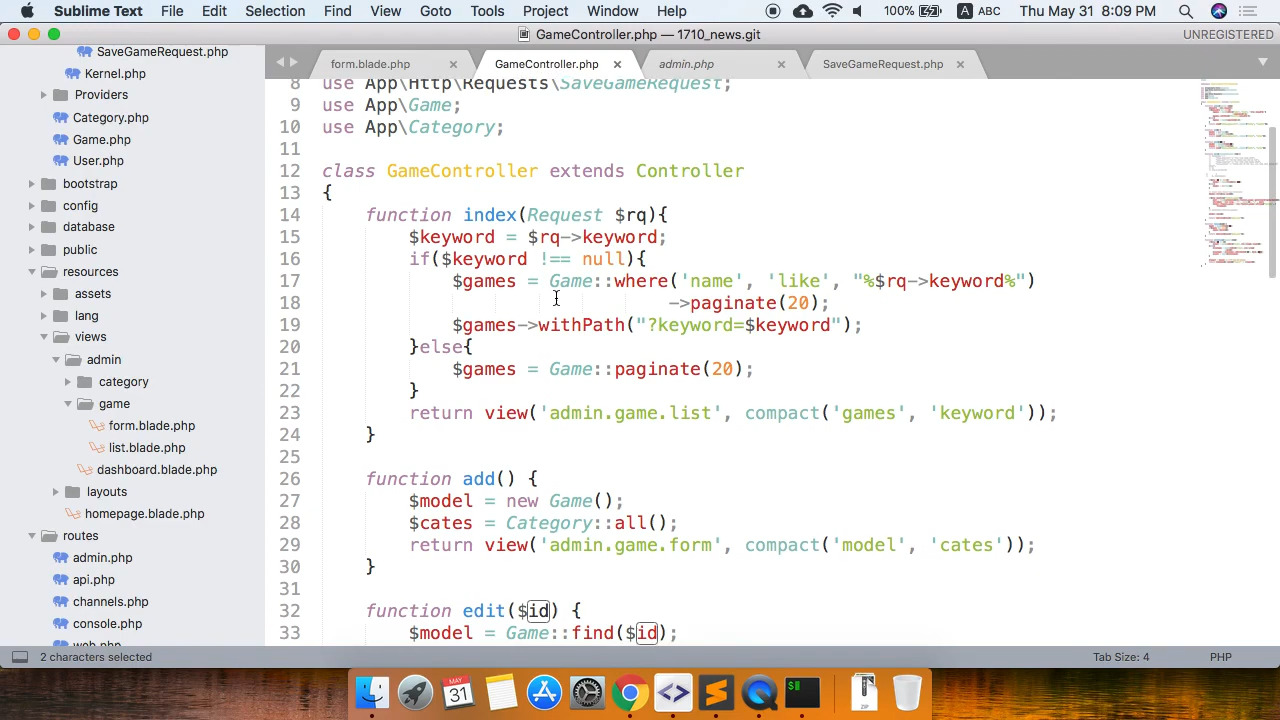 Sublime Text File Edit Selection Find View Goto Tools Project Window Help 100% A ABC Thu May 31 8:09 PM
GameController.php — 1710_news.git UNREGISTERED
form.blade.php GameController.php admin.php SaveGameRequest.php
SaveGameRequest.php
Kernel.php
Providers
Category.php
Game.php
User.php
bootstrap
config
database
public
resources
assets
lang
views
admin
category
game
form.blade.php
list.blade.php
dashboard.blade.php
layouts
homepage.blade.php
routes
admin.php
api.php
channels.php
console.php
web.php
8 use App\Http\Requests\SaveGameRequest;
9 use App\Game;
10 use App\Category;
11
12 class GameController extends Controller
13 {
14 function index(Request $rq){
15 $keyword = $rq->keyword;
16 if($keyword !== null){
17 $games = Game::where('name', 'like', "%$rq->keyword%")
18 ->paginate(20);
19 $games->withPath("?keyword=$keyword");
20 }else{
21 $games = Game::paginate(20);
22 }
23 return view('admin.game.list', compact('games', 'keyword'));
24 }
25
26 function add() {
27 $model = new Game();
28 $cates = Category::all();
29 return view('admin.game.form', compact('model', 'cates'));
30 }
31
32 function edit($id) {
33 $model = Game::find($id);
2 characters selected Tab Size: 4 PHP
MAY
31
ZIP